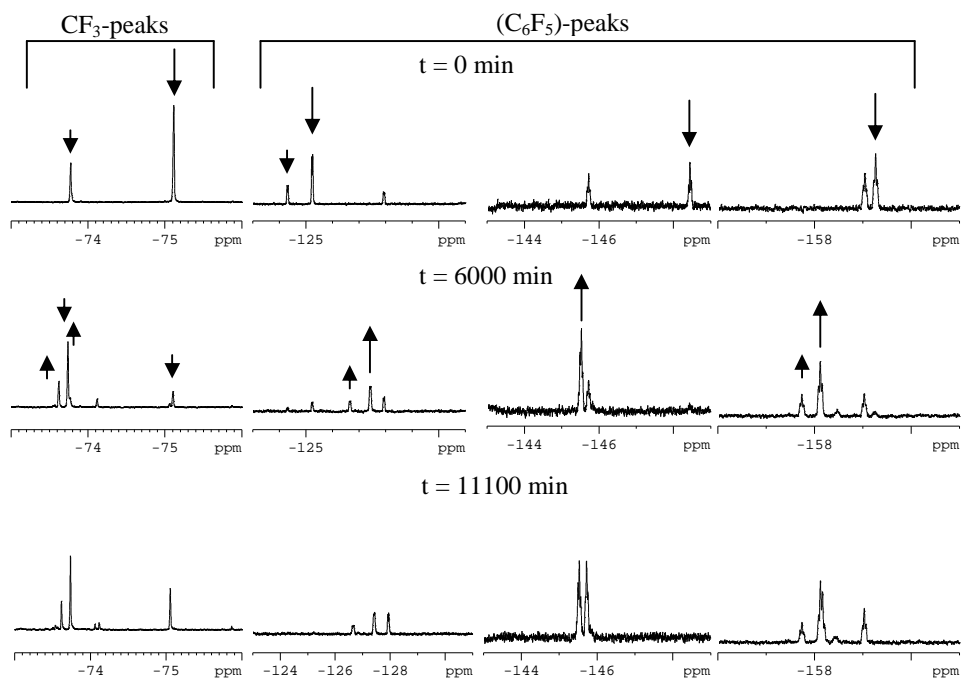 CF₃-peaks
(C₆F₅)-peaks
t = 0 min
-74 -75 ppm
-125 ppm
-144 -146 ppm
-158 ppm
t = 6000 min
-74 -75 ppm
-125 ppm
-144 -146 ppm
-158 ppm
t = 11100 min
-74 -75 ppm
-124 -126 -128 ppm
-144 -146 ppm
-158 ppm